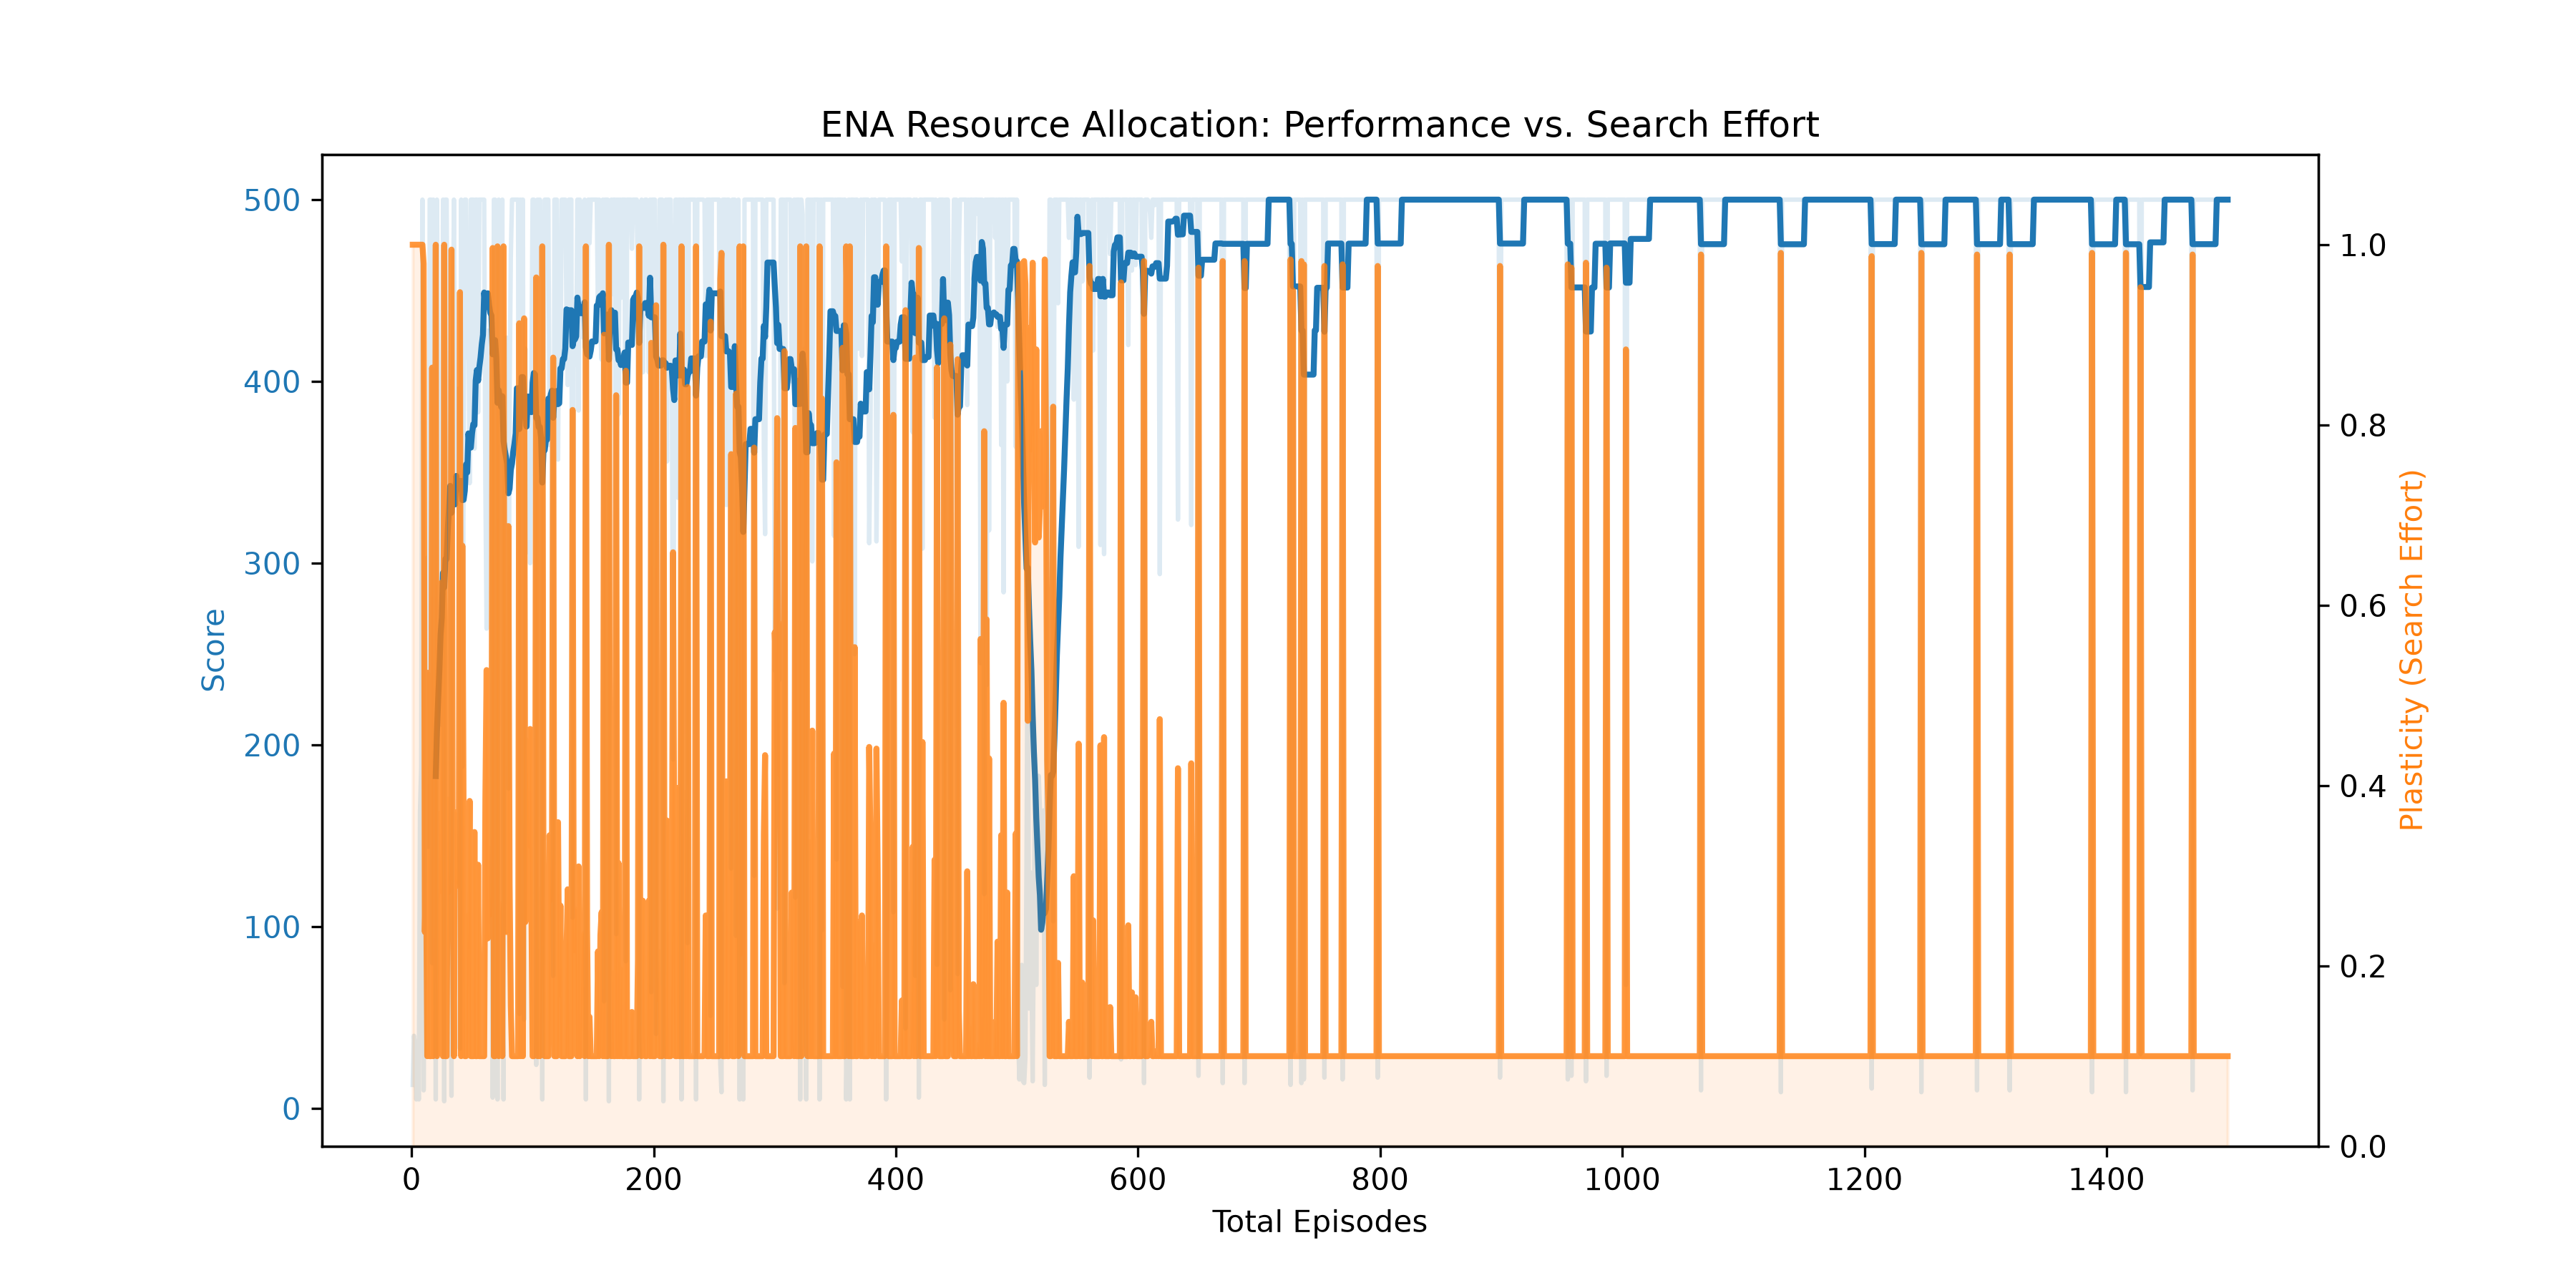 ENA Resource Allocation: Performance vs. Search Effort
500
400
300
200
100
0
Score
1.0
0.8
0.6
0.4
0.2
0.0
Plasticity (Search Effort)
0 200 400 600 800 1000 1200 1400
Total Episodes